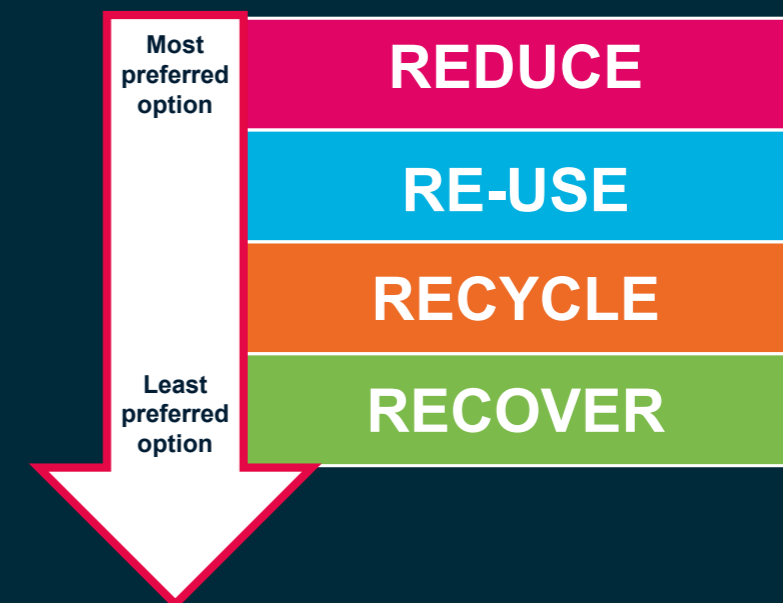 Most
preferred
option
REDUCE
RE-USE
RECYCLE
Least
preferred
option
RECOVER